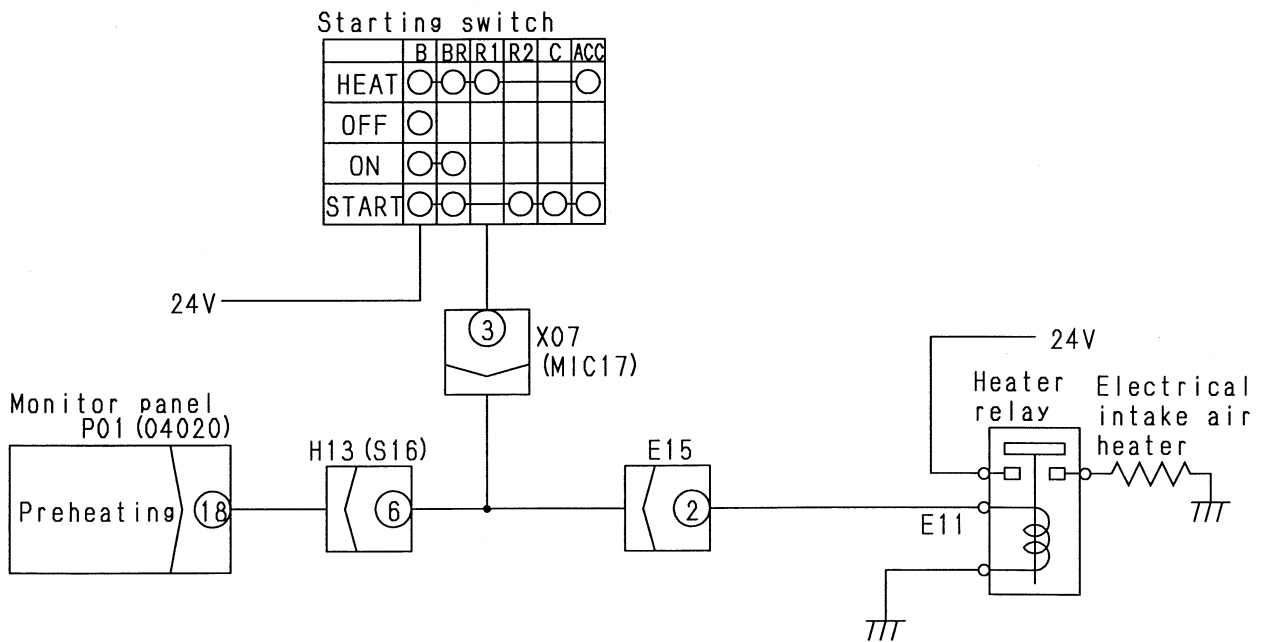 Starting switch
B BR R1 R2 C ACC
HEAT
OFF
ON
START
24V
3
X07
(MIC17)
24V
Heater
relay
Electrical
intake air
heater
Monitor panel
P01 (04020)
H13 (S16)
E15
Preheating
18
6
2
E11